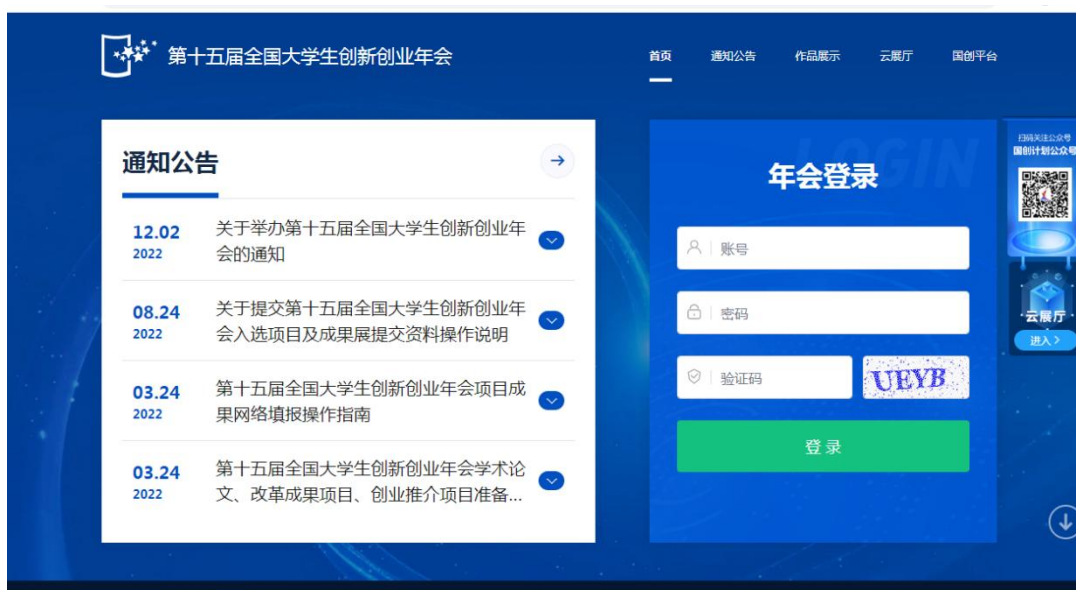 第十五届全国大学生创新创业年会
首页 通知公告 作品展示 云展厅 国创平台
通知公告
12.02
2022
关于举办第十五届全国大学生创新创业年
会的通知
08.24
2022
关于提交第十五届全国大学生创新创业年
会入选项目及成果展提交资料操作说明
03.24
2022
第十五届全国大学生创新创业年会项目成
果网络填报操作指南
03.24
2022
第十五届全国大学生创新创业年会学术论
文、改革成果项目、创业推介项目准备...
LOGIN
年会登录
账号
密码
验证码
UEYB
登录
扫码关注公众号
国创计划公众号
云展厅
进入>